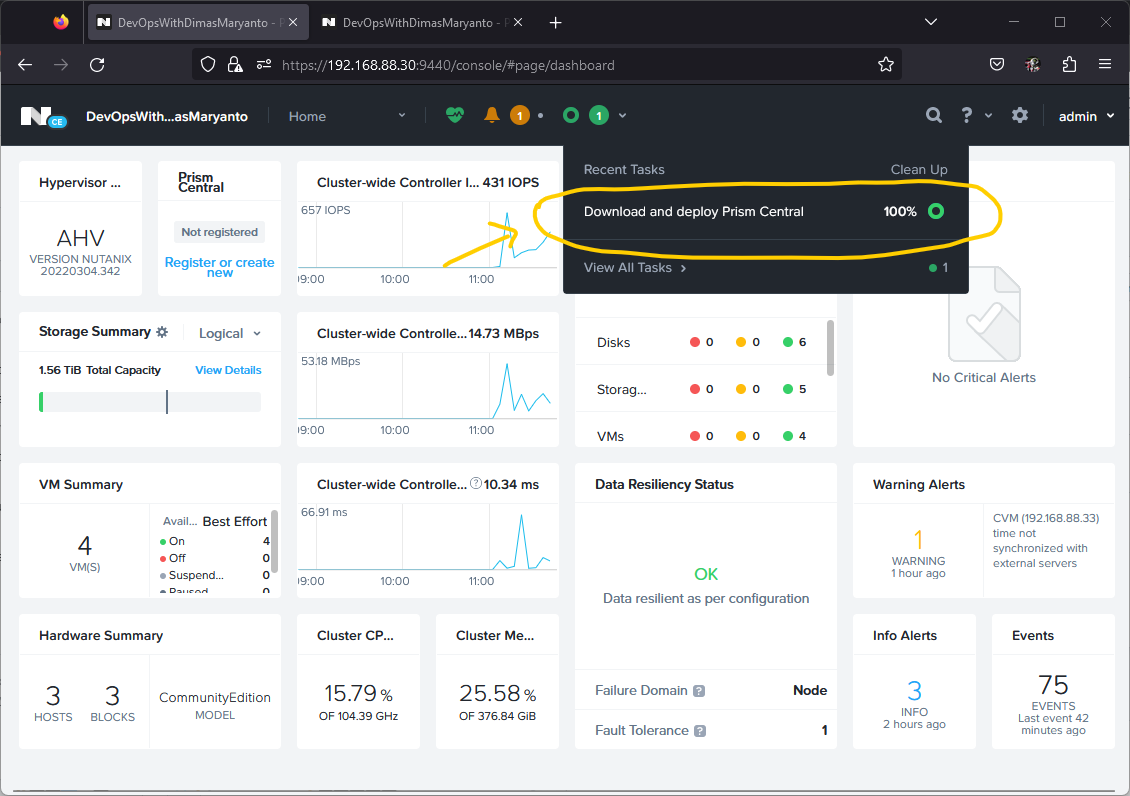 DevOpsWithDimasMaryanto -
DevOpsWithDimasMaryanto -
https://192.168.88.30:9440/console/#page/dashboard
CE
DevOpsWith...asMaryanto
Home
1
1
?
admin
Recent Tasks
Clean Up
Download and deploy Prism Central
100%
View All Tasks
1
Hypervisor ...
AHV
VERSION NUTANIX
20220304.342
Prism
Central
Not registered
Register or create
new
Cluster-wide Controller I... 431 IOPS
657 IOPS
09:00
10:00
11:00
Storage Summary
Logical
1.56 TiB Total Capacity
View Details
Cluster-wide Controlle... 14.73 MBps
53.18 MBps
09:00
10:00
11:00
Disks
0
0
6
Storag...
0
0
5
VMs
0
0
4
No Critical Alerts
VM Summary
4
VM(S)
Avail... Best Effort
On 4
Off 0
Suspend... 0
Paused 0
Cluster-wide Controlle... ? 10.34 ms
66.91 ms
09:00
10:00
11:00
Data Resiliency Status
OK
Data resilient as per configuration
Failure Domain ?
Node
Fault Tolerance ?
1
Warning Alerts
1
WARNING
1 hour ago
CVM (192.168.88.33)
time not
synchronized with
external servers
Hardware Summary
3
HOSTS
3
BLOCKS
CommunityEdition
MODEL
Cluster CP...
15.79 %
OF 104.39 GHz
Cluster Me...
25.58 %
OF 376.84 GiB
Info Alerts
3
INFO
2 hours ago
Events
75
EVENTS
Last event 42
minutes ago